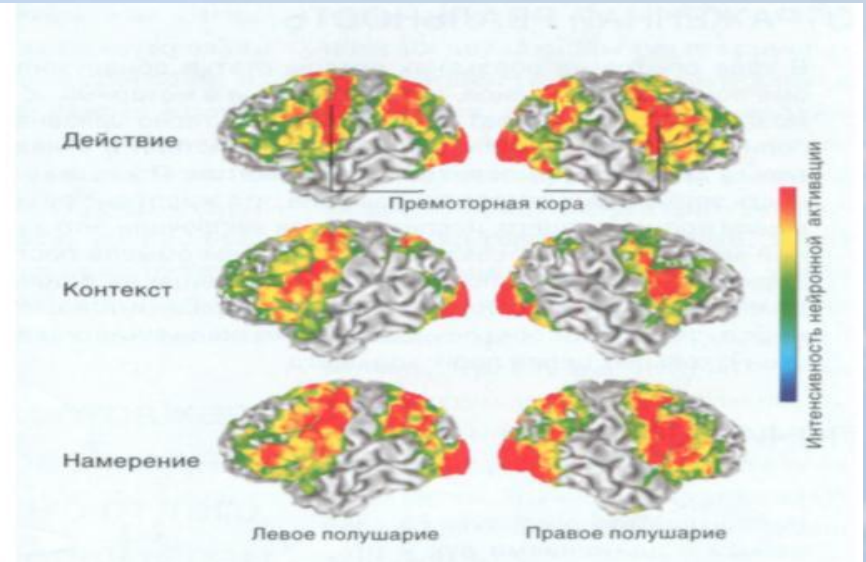 Действие
Премоторная кора
Контекст
Намерение
Левое полушарие
Правое полушарие
Интенсивность нейронной активации